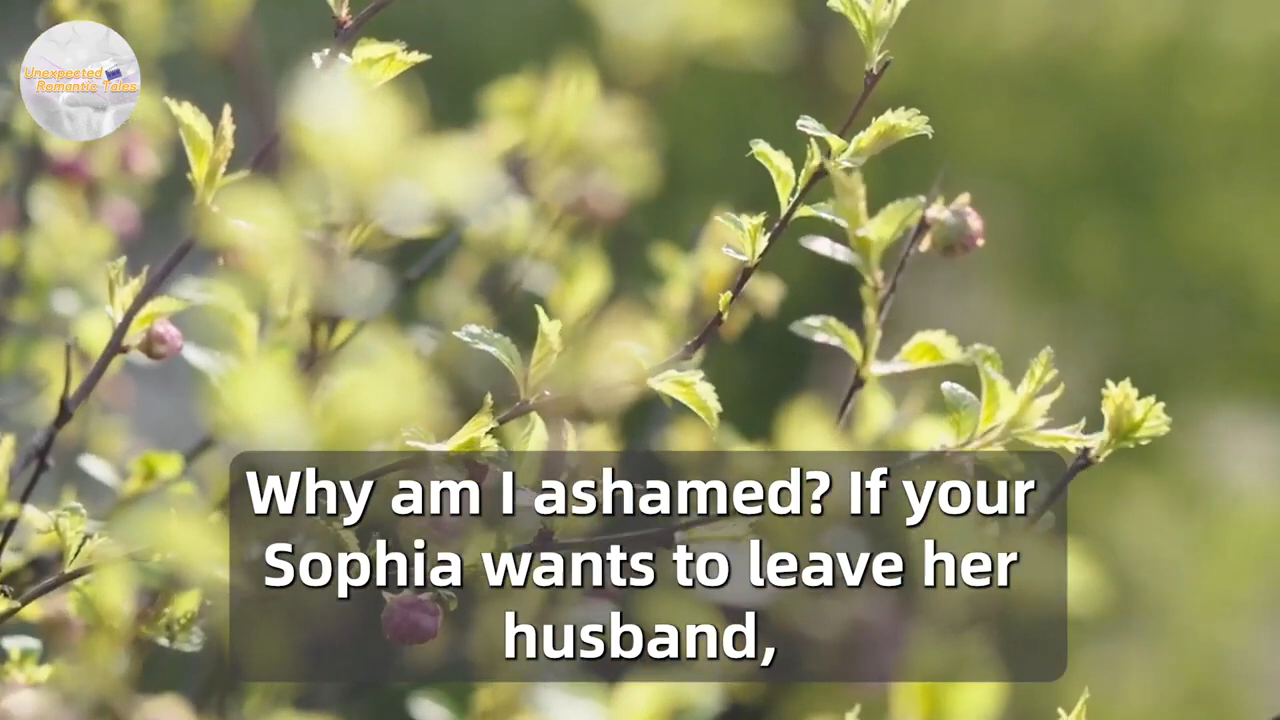 Unexpected
Romantic Tales
Why am I ashamed? If your
Sophia wants to leave her
husband,